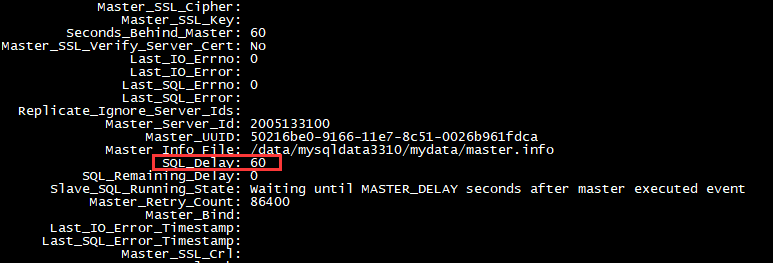 Master_SSL_Cipher:
Master_SSL_Key:
Seconds_Behind_Master: 60
Master_SSL_Verify_Server_Cert: No
Last_IO_Errno: 0
Last_IO_Error:
Last_SQL_Errno: 0
Last_SQL_Error:
Replicate_Ignore_Server_Ids:
Master_Server_Id: 2005133100
Master_UUID: 50216be0-9166-11e7-8c51-0026b961fdca
Master_Info_File: /data/mysqldata3310/mydata/master.info
SQL_Delay: 60
SQL_Remaining_Delay: 0
Slave_SQL_Running_State: Waiting until MASTER_DELAY seconds after master executed event
Master_Retry_Count: 86400
Master_Bind:
Last_IO_Error_Timestamp:
Last_SQL_Error_Timestamp:
Master_SSL_Crl: